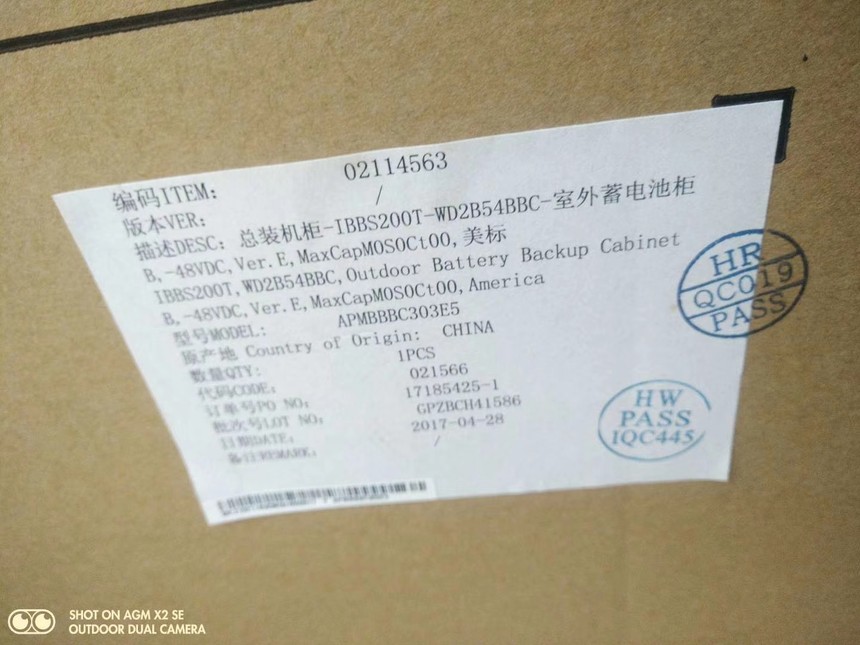 编码ITEM: 02114563
版本VER: /
描述DESC: 总装机柜-IBBS200T-WD2B54BBC-室外蓄电池柜
B,-48VDC,Ver.E,MaxCapM0S0Ct00,美标
IBBS200T,WD2B54BBC,Outdoor Battery Backup Cabinet
B,-48VDC,Ver.E,MaxCapM0S0Ct00,America
型号MODEL: APMBBBC303E5
原产地 Country of Origin: CHINA
数量QTY: 1PCS
代码CODE: 021566
订单号PO NO: 17185425-1
批次号LOT NO: GPZBCH41586
日期DATE: 2017-04-28
备注REMARK: /
HR
QC019
PASS
HW
PASS
IQC445
SHOT ON AGM X2 SE
OUTDOOR DUAL CAMERA